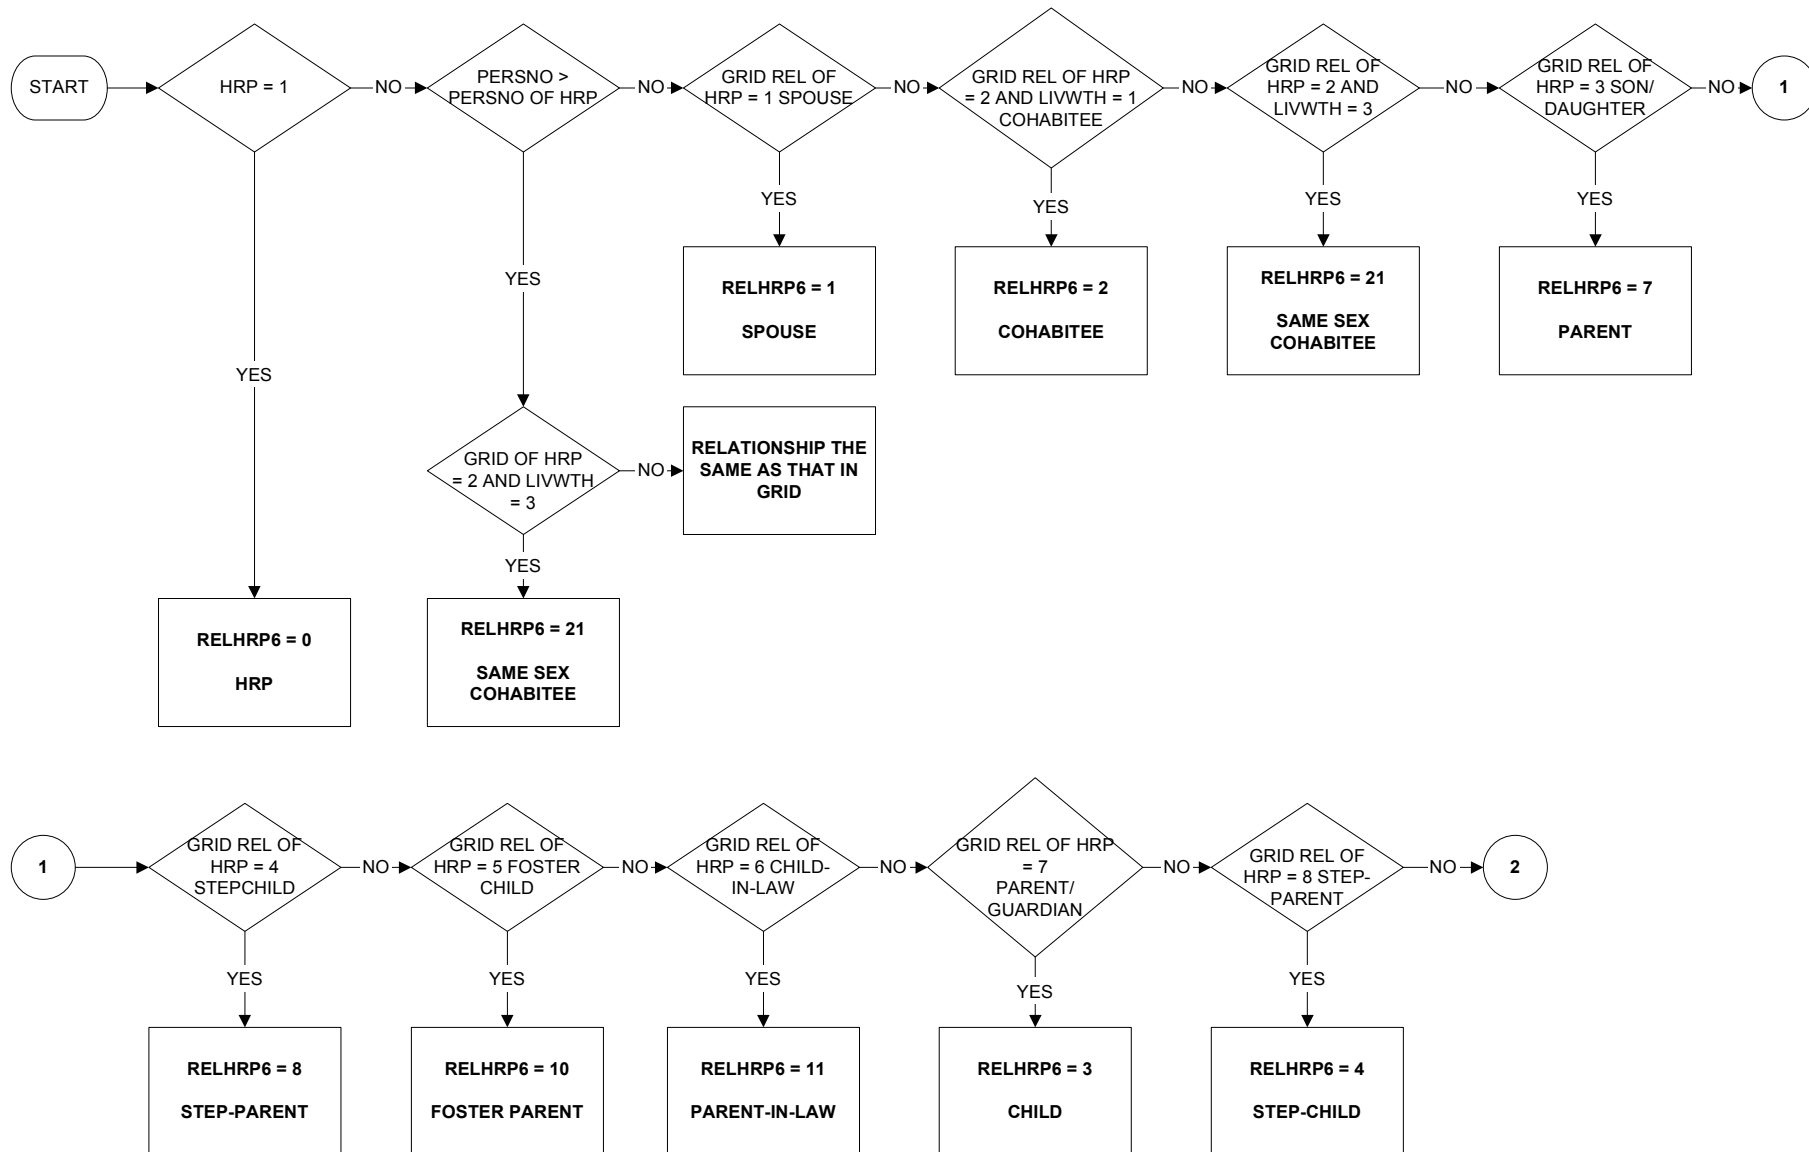 START
HRP = 1
NO
PERSNO >
PERSNO OF HRP
NO
GRID REL OF
HRP = 1 SPOUSE
NO
GRID REL OF HRP
= 2 AND LIVWTH = 1
COHABITEE
NO
GRID REL OF
HRP = 2 AND
LIVWTH = 3
NO
GRID REL OF
HRP = 3 SON/
DAUGHTER
NO
1
YES
YES
YES
YES
YES
YES
RELHRP6 = 1
SPOUSE
RELHRP6 = 2
COHABITEE
RELHRP6 = 21
SAME SEX
COHABITEE
RELHRP6 = 7
PARENT
GRID OF HRP
= 2 AND LIVWTH
= 3
NO
RELATIONSHIP THE
SAME AS THAT IN
GRID
YES
RELHRP6 = 0
HRP
RELHRP6 = 21
SAME SEX
COHABITEE
1
GRID REL OF
HRP = 4
STEPCHILD
NO
GRID REL OF
HRP = 5 FOSTER
CHILD
NO
GRID REL OF
HRP = 6 CHILD-
IN-LAW
NO
GRID REL OF HRP
= 7
PARENT/
GUARDIAN
NO
GRID REL OF
HRP = 8 STEP-
PARENT
NO
2
YES
YES
YES
YES
YES
RELHRP6 = 8
STEP-PARENT
RELHRP6 = 10
FOSTER PARENT
RELHRP6 = 11
PARENT-IN-LAW
RELHRP6 = 3
CHILD
RELHRP6 = 4
STEP-CHILD